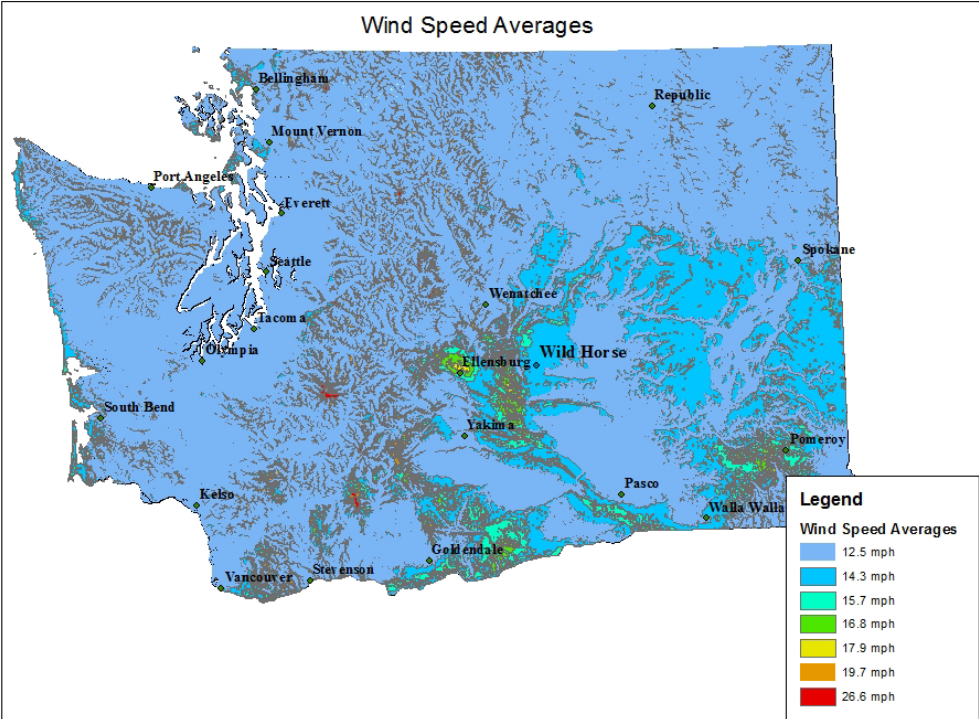 Wind Speed Averages
Bellingham
Republic
Mount Vernon
Port Angeles
Everett
Spokane
Seattle
Wenatchee
Tacoma
Olympia
Wild Horse
Ellensburg
South Bend
Yakima
Pomeroy
Pasco
Kelso
Walla Walla
Goldendale
Stevenson
Vancouver
Legend
Wind Speed Averages
12.5 mph
14.3 mph
15.7 mph
16.8 mph
17.9 mph
19.7 mph
26.6 mph